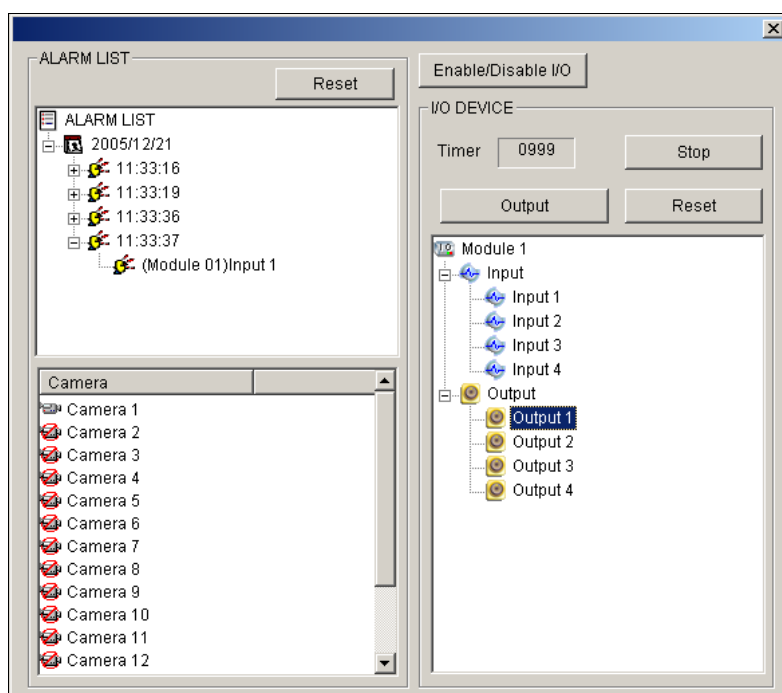 ALARM LIST
Reset
ALARM LIST
2005/12/21
11:33:16
11:33:19
11:33:36
11:33:37
(Module 01)Input 1
Camera
Camera 1
Camera 2
Camera 3
Camera 4
Camera 5
Camera 6
Camera 7
Camera 8
Camera 9
Camera 10
Camera 11
Camera 12
Enable/Disable I/O
I/O DEVICE
Timer 0999 Stop
Output Reset
Module 1
Input
Input 1
Input 2
Input 3
Input 4
Output
Output 1
Output 2
Output 3
Output 4